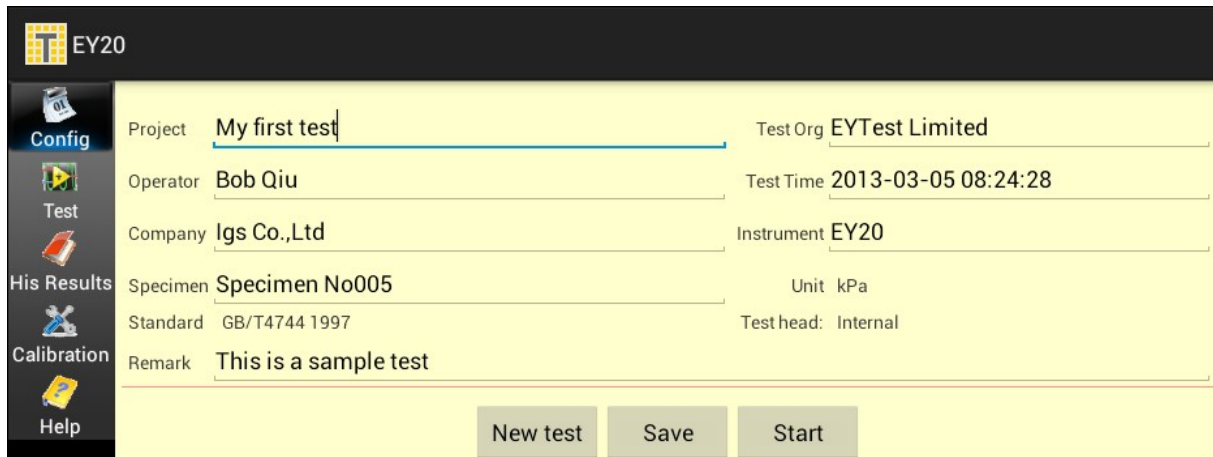 EY20
Config
Test
His Results
Calibration
Help
Project My first test Test Org EYTest Limited
Operator Bob Qiu Test Time 2013-03-05 08:24:28
Company Igs Co.,Ltd Instrument EY20
Specimen Specimen No005 Unit kPa
Standard GB/T4744 1997 Test head: Internal
Remark This is a sample test
New test Save Start